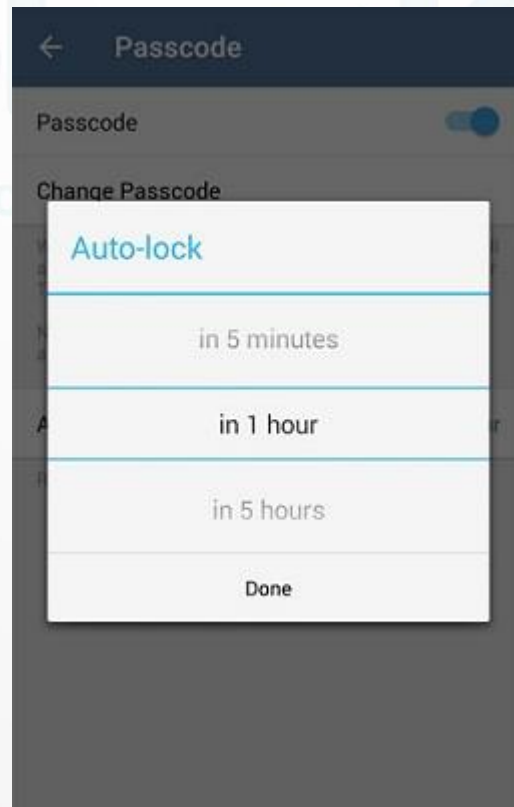 Passcode
Passcode
Change Passcode
Auto-lock
in 5 minutes
in 1 hour
in 5 hours
Done